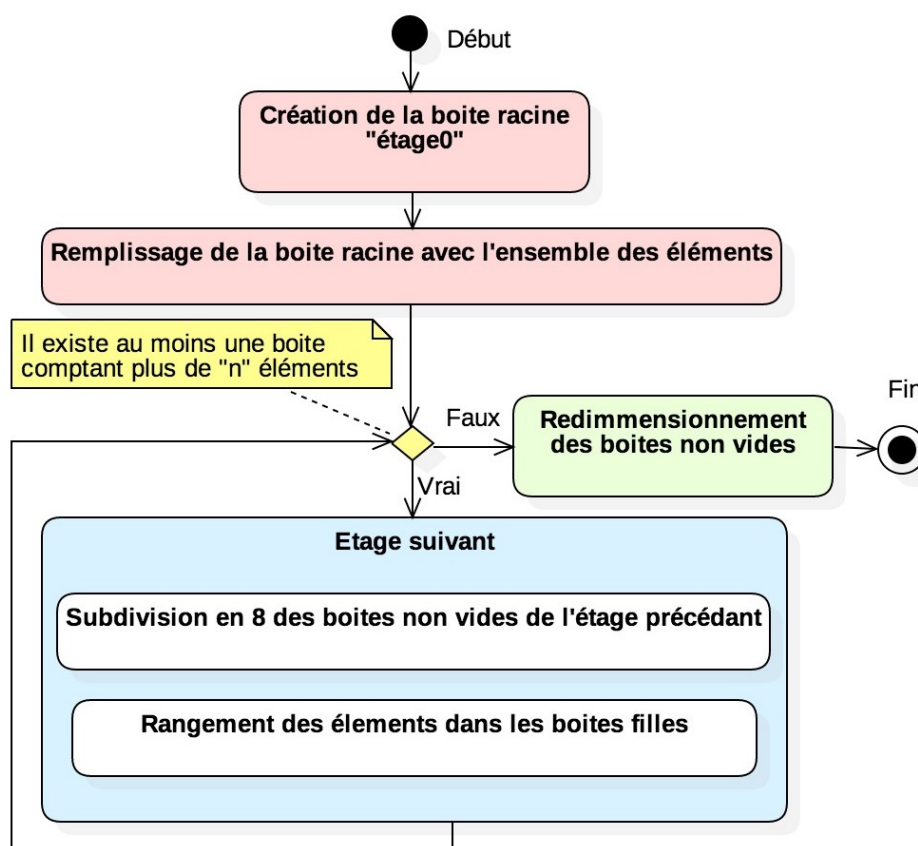 Début
Création de la boite racine
"étage0"
Remplissage de la boite racine avec l'ensemble des éléments
Il existe au moins une boite
comptant plus de "n" éléments
Faux
Redimmensionnement
des boites non vides
Fin
Vrai
Etage suivant
Subdivision en 8 des boites non vides de l'étage précédant
Rangement des élements dans les boites filles